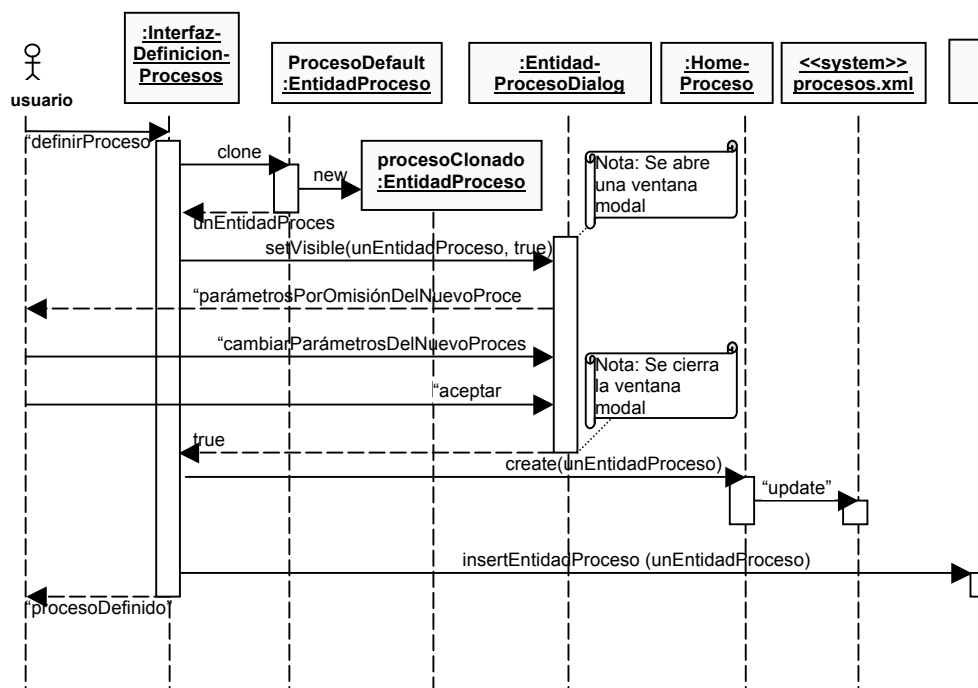 :Interfaz-
Definicion-
Procesos
ProcesoDefault
:EntidadProceso
:Entidad-
ProcesoDialog
:Home-
Proceso
<<system>>
procesos.xml
usuario
“definirProceso
clone
new
procesoClonado
:EntidadProceso
Nota: Se abre
una ventana
modal
unEntidadProces
setVisible(unEntidadProceso, true)
“parámetrosPorOmisiónDelNuevoProce
“cambiarParámetrosDelNuevoProces
Nota: Se cierra
la ventana
modal
“aceptar
true
create(unEntidadProceso)
“update”
insertEntidadProceso (unEntidadProceso)
“procesoDefinido”